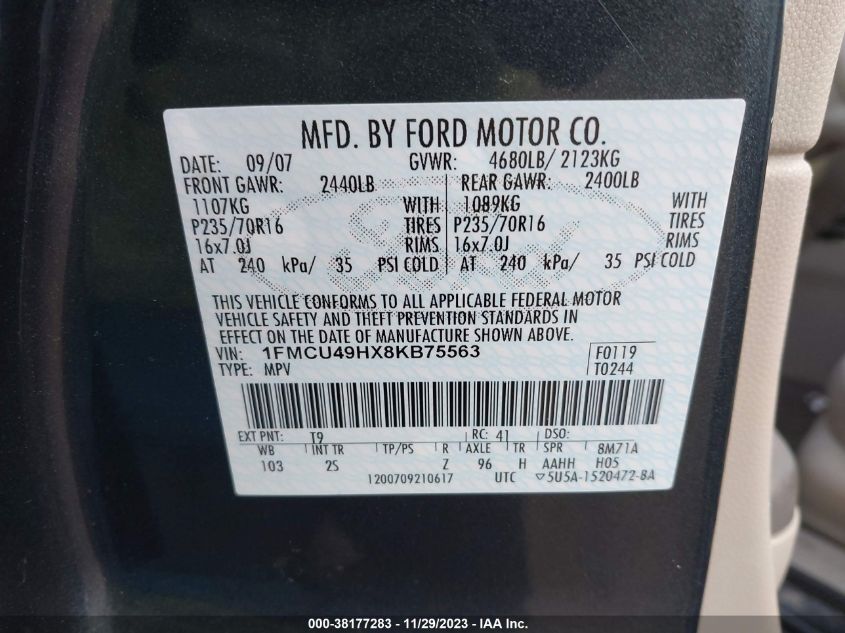 MFD. BY FORD MOTOR CO.
DATE: 09/07 GVWR: 4680LB/ 2123KG
FRONT GAWR: 2440LB REAR GAWR: 2400LB
1107KG WITH 1089KG WITH
P235/70R16 TIRES P235/70R16 TIRES
16x7.0J RIMS 16x7.0J RIMS
AT 240 kPa/ 35 PSI COLD AT 240 kPa/ 35 PSI COLD
THIS VEHICLE CONFORMS TO ALL APPLICABLE FEDERAL MOTOR
VEHICLE SAFETY AND THEFT PREVENTION STANDARDS IN
EFFECT ON THE DATE OF MANUFACTURE SHOWN ABOVE.
VIN: 1FMCU49HX8KB75563 F0119
TYPE: MPV T0244
EXT PNT: T9 RC: 41 DSO:
WB INT TR TP/PS R AXLE TR SPR 8M71A
103 2S Z 96 H AAHH H05
1200709210617 UTC ▽5U5A-1520472-BA
000-38177283 - 11/29/2023 - IAA Inc.